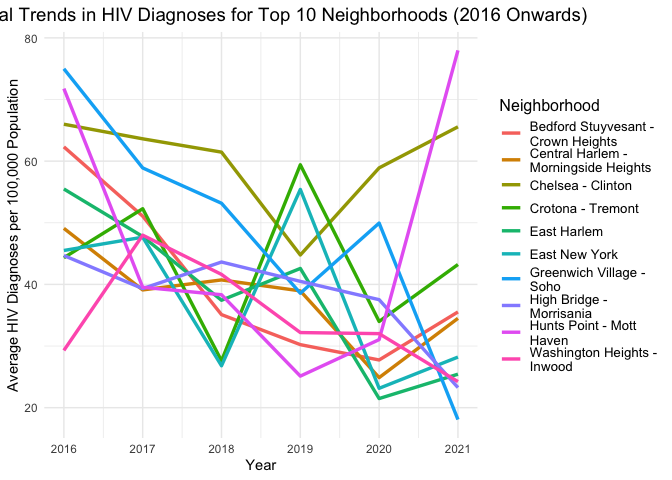 al Trends in HIV Diagnoses for Top 10 Neighborhoods (2016 Onwards)
Average HIV Diagnoses per 100,000 Population
80
60
40
20
2016 2017 2018 2019 2020 2021
Year
Neighborhood
Bedford Stuyvesant -
Crown Heights
Central Harlem -
Morningside Heights
Chelsea - Clinton
Crotona - Tremont
East Harlem
East New York
Greenwich Village -
Soho
High Bridge -
Morrisania
Hunts Point - Mott
Haven
Washington Heights -
Inwood